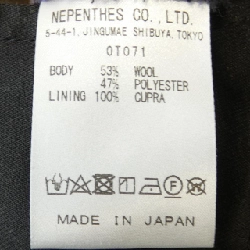 NEPENTHES CO., LTD.
5-44-1, JINGUMAE SHIBUYA, TOKYO
OT071
BODY 53% WOOL
47% POLYESTER
LINING 100% CUPRA
MADE IN JAPAN